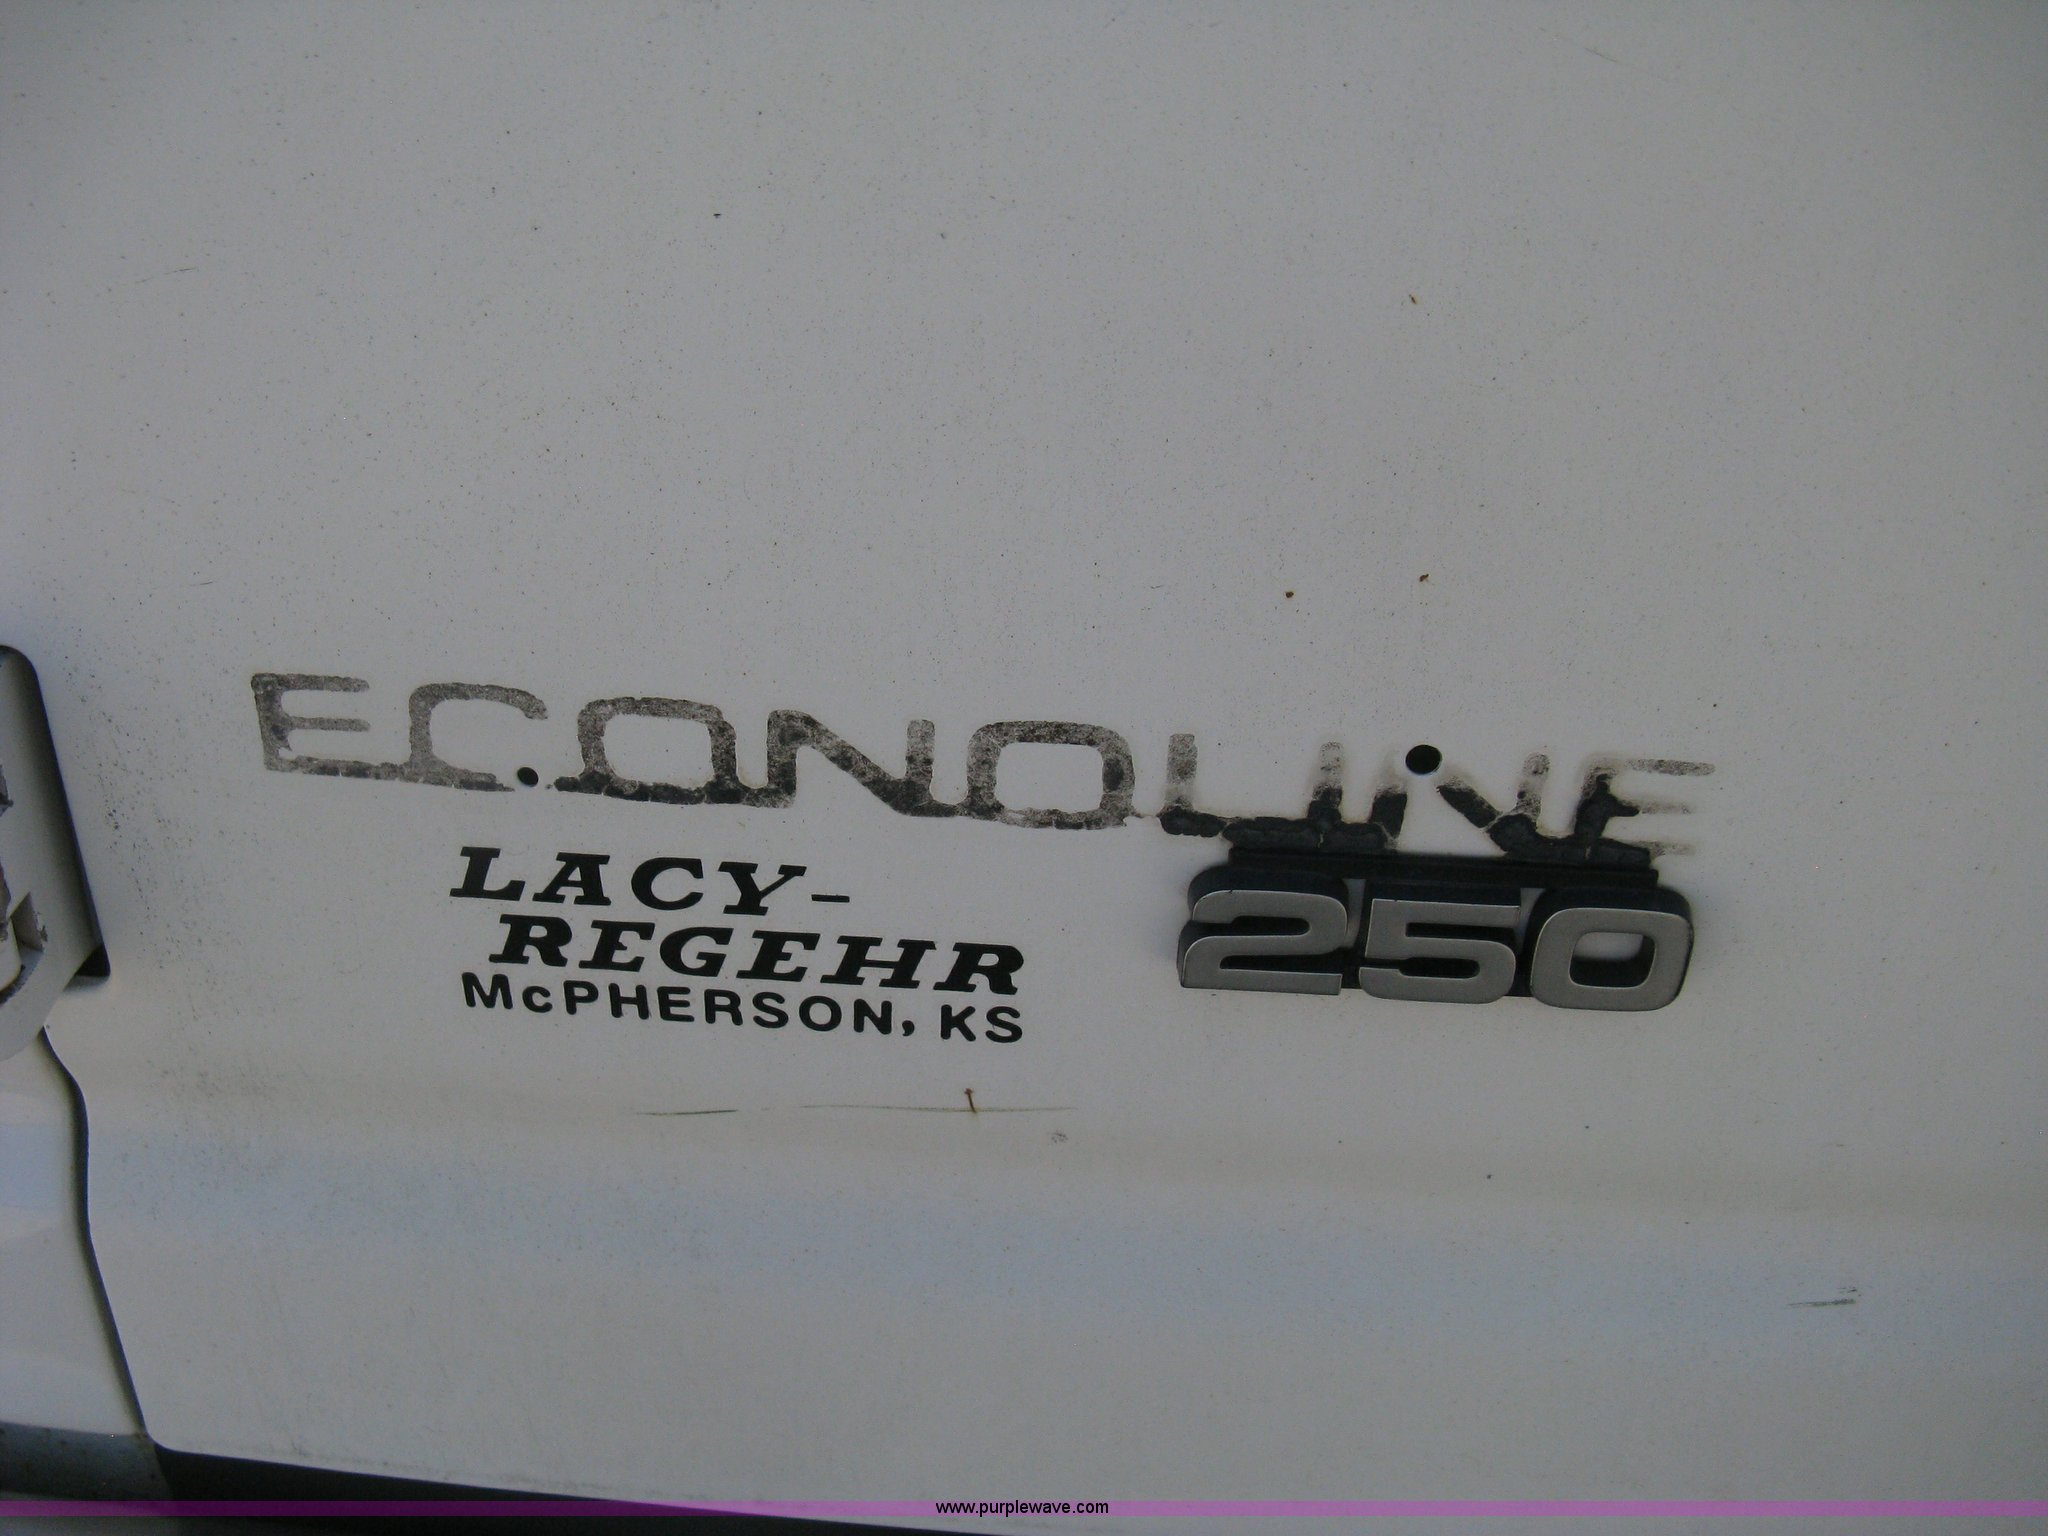 ECONOLINE
250
LACY-
REGEHR
McPHERSON, KS
www.purplewave.com